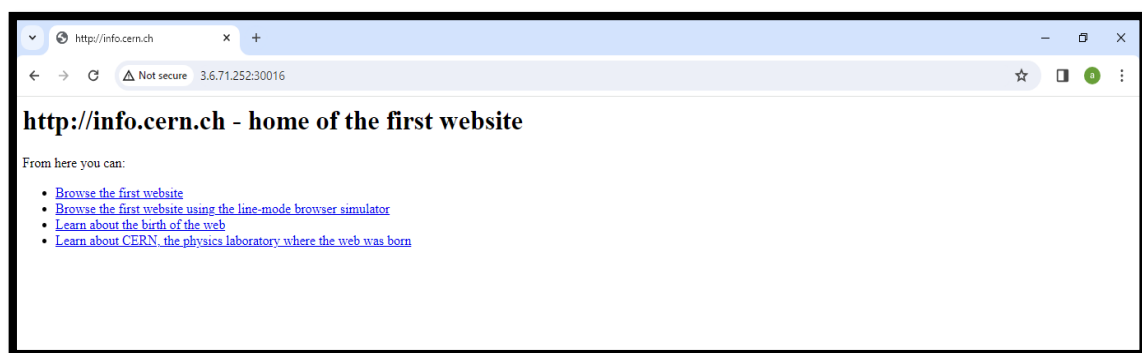 http://info.cern.ch
Not secure 3.6.71.252:30016
a
http://info.cern.ch - home of the first website
From here you can:
Browse the first website
Browse the first website using the line-mode browser simulator
Learn about the birth of the web
Learn about CERN, the physics laboratory where the web was born